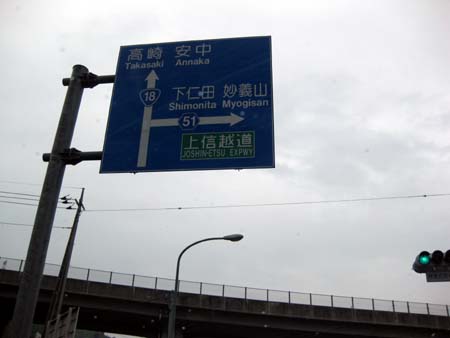 高崎 安中
Takasaki Annaka
18
下仁田 妙義山
Shimonita Myogisan
51
上信越道
JOSHIN-ETSU EXPWY